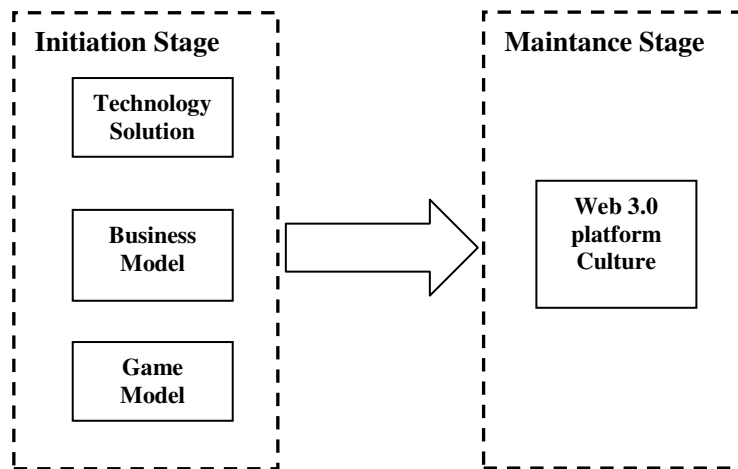 Initiation Stage
Technology
Solution
Business
Model
Game
Model
Maintance Stage
Web 3.0
platform
Culture